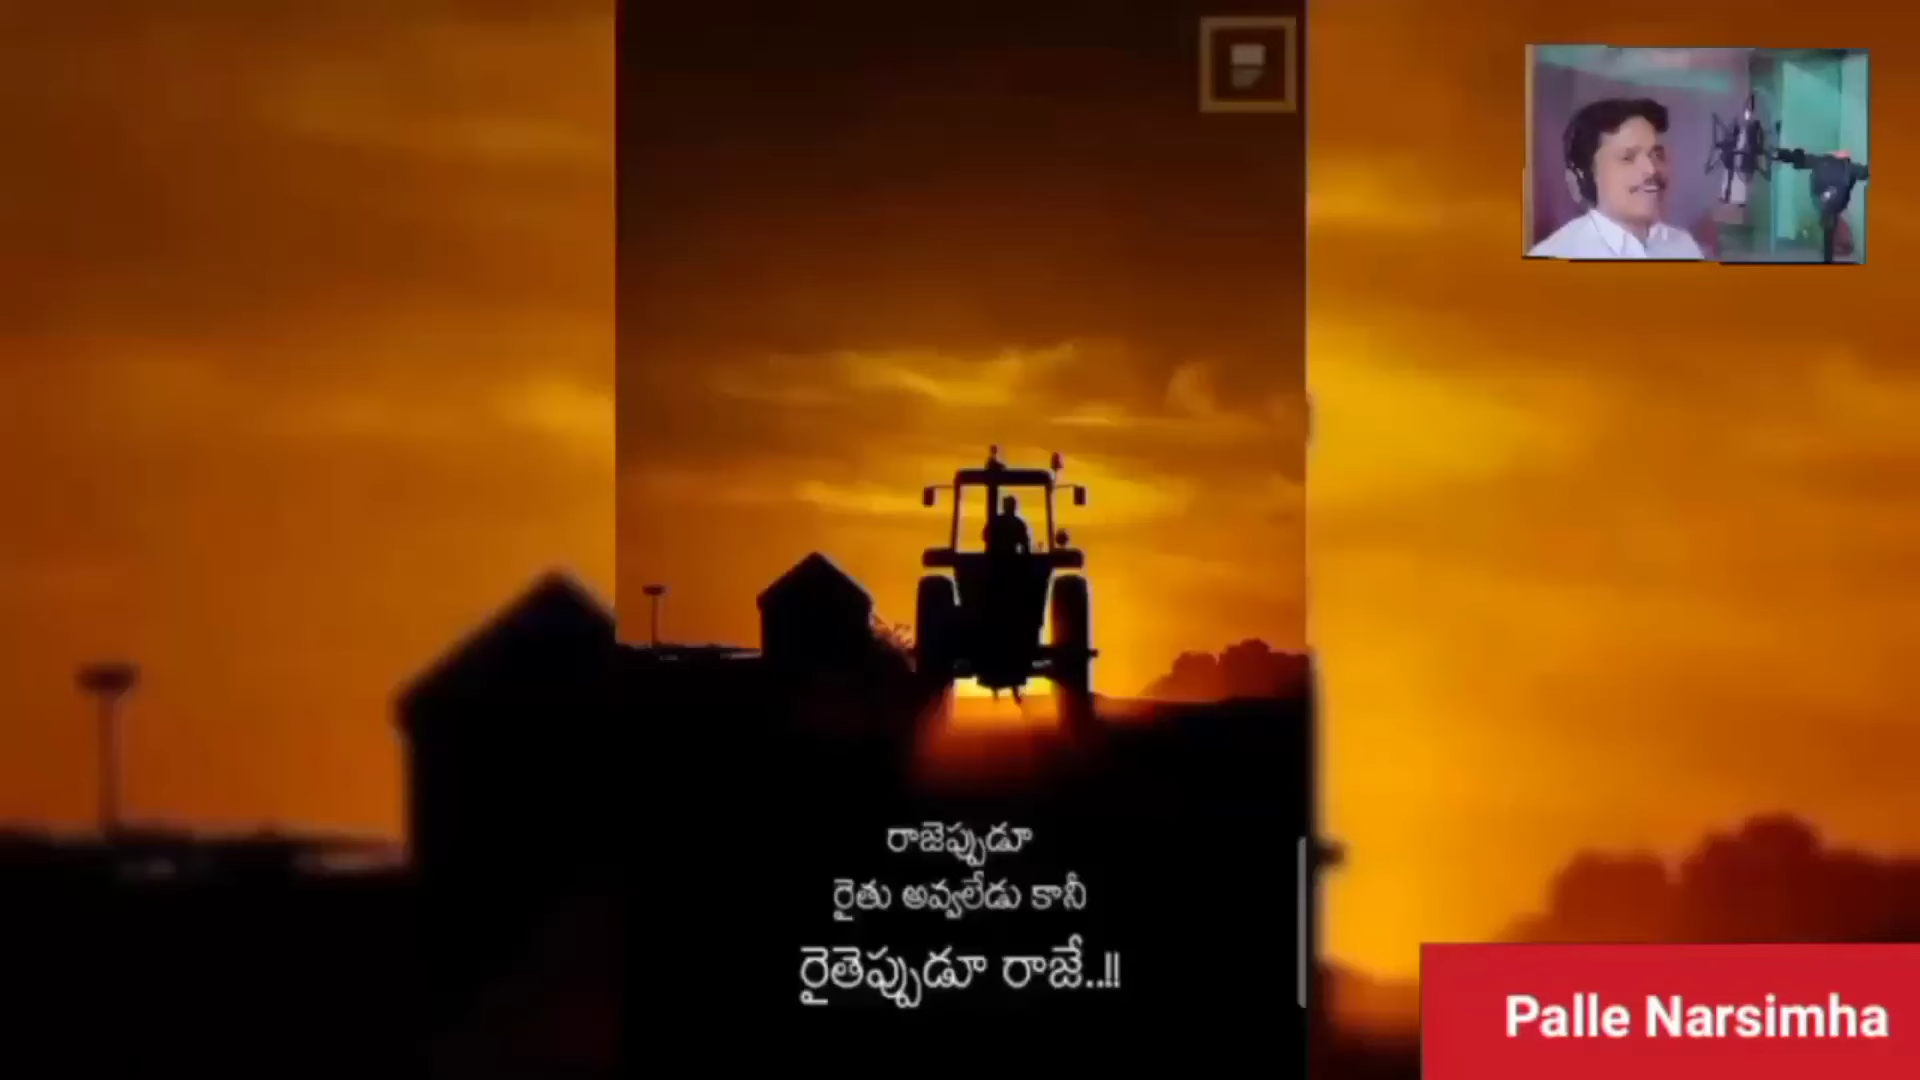 రాజెప్పుడూ
రైతు అవ్వలేడు కానీ
రైతెప్పుడూ రాజే..!!
Palle Narsimha